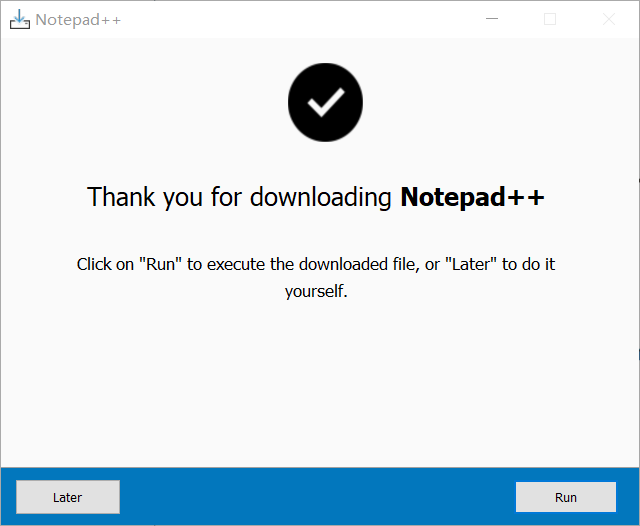 Notepad++
Thank you for downloading Notepad++
Click on "Run" to execute the downloaded file, or "Later" to do it
yourself.
Later
Run